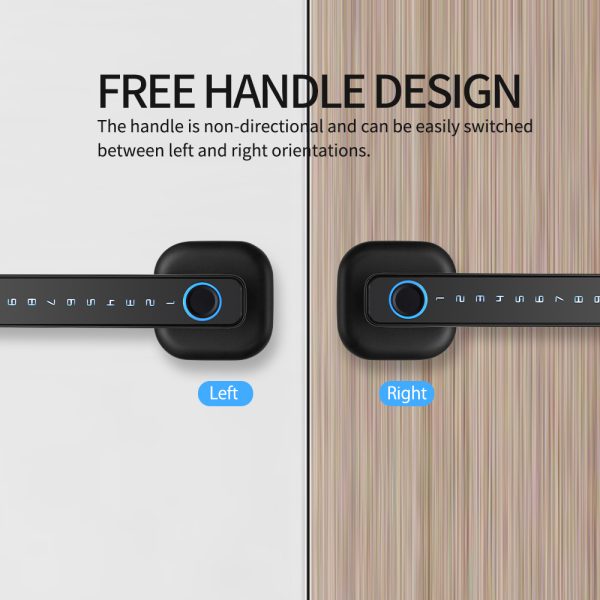 FREE HANDLE DESIGN
The handle is non-directional and can be easily switched
between left and right orientations.
9 8 7 6 5 4 3 2 1
1 2 3 4 5 6 7 8 9
Left
Right